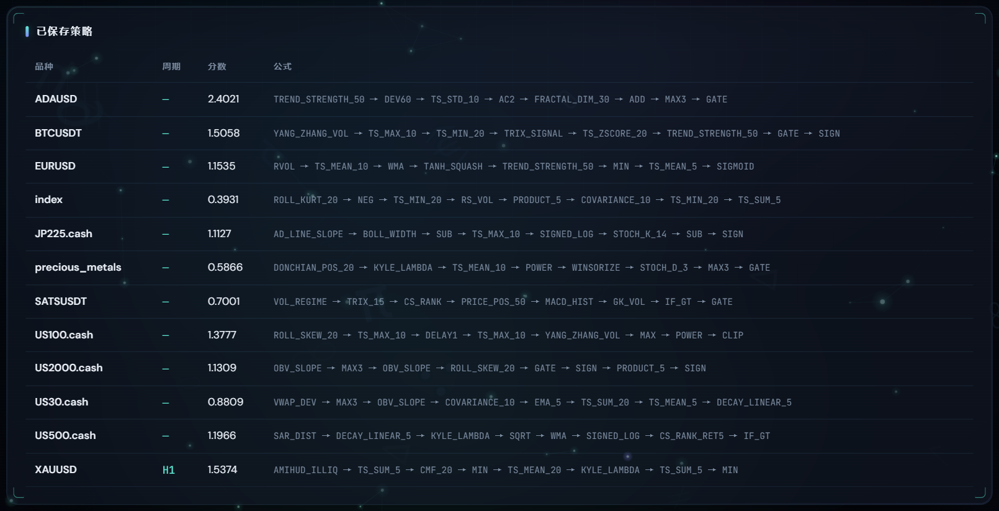 已保存策略
品种 周期 分数 公式
ADAUSD — 2.4021 TREND_STRENGTH_50 → DEV60 → TS_STD_10 → AC2 → FRACTAL_DIM_30 → ADD → MAX3 → GATE
BTCUSDT — 1.5058 YANG_ZHANG_VOL → TS_MAX_10 → TS_MIN_20 → TRIX_SIGNAL → TS_ZSCORE_20 → TREND_STRENGTH_50 → GATE → SIGN
EURUSD — 1.1535 RVOL → TS_MEAN_10 → WMA → TANH_SQUASH → TREND_STRENGTH_50 → MIN → TS_MEAN_5 → SIGMOID
index — 0.3931 ROLL_KURT_20 → NEG → TS_MIN_20 → RS_VOL → PRODUCT_5 → COVARIANCE_10 → TS_MIN_20 → TS_SUM_5
JP225.cash — 1.1127 AD_LINE_SLOPE → BOLL_WIDTH → SUB → TS_MAX_10 → SIGNED_LOG → STOCH_K_14 → SUB → SIGN
precious_metals — 0.5866 DONCHIAN_POS_20 → KYLE_LAMBDA → TS_MEAN_10 → POWER → WINSORIZE → STOCH_D_3 → MAX3 → GATE
SATSUSDT — 0.7001 VOL_REGIME → TRIX_15 → CS_RANK → PRICE_POS_50 → MACD_HIST → GK_VOL → IF_GT → GATE
US100.cash — 1.3777 ROLL_SKEW_20 → TS_MAX_10 → DELAY1 → TS_MAX_10 → YANG_ZHANG_VOL → MAX → POWER → CLIP
US2000.cash — 1.1309 OBV_SLOPE → MAX3 → OBV_SLOPE → ROLL_SKEW_20 → GATE → SIGN → PRODUCT_5 → SIGN
US30.cash — 0.8809 VWAP_DEV → MAX3 → OBV_SLOPE → COVARIANCE_10 → EMA_5 → TS_SUM_20 → TS_MEAN_5 → DECAY_LINEAR_5
US500.cash — 1.1966 SAR_DIST → DECAY_LINEAR_5 → KYLE_LAMBDA → SQRT → WMA → SIGNED_LOG → CS_RANK_RET5 → IF_GT
XAUUSD H1 1.5374 AMIHUD_ILLIQ → TS_SUM_5 → CMF_20 → MIN → TS_MEAN_20 → KYLE_LAMBDA → TS_SUM_5 → MIN